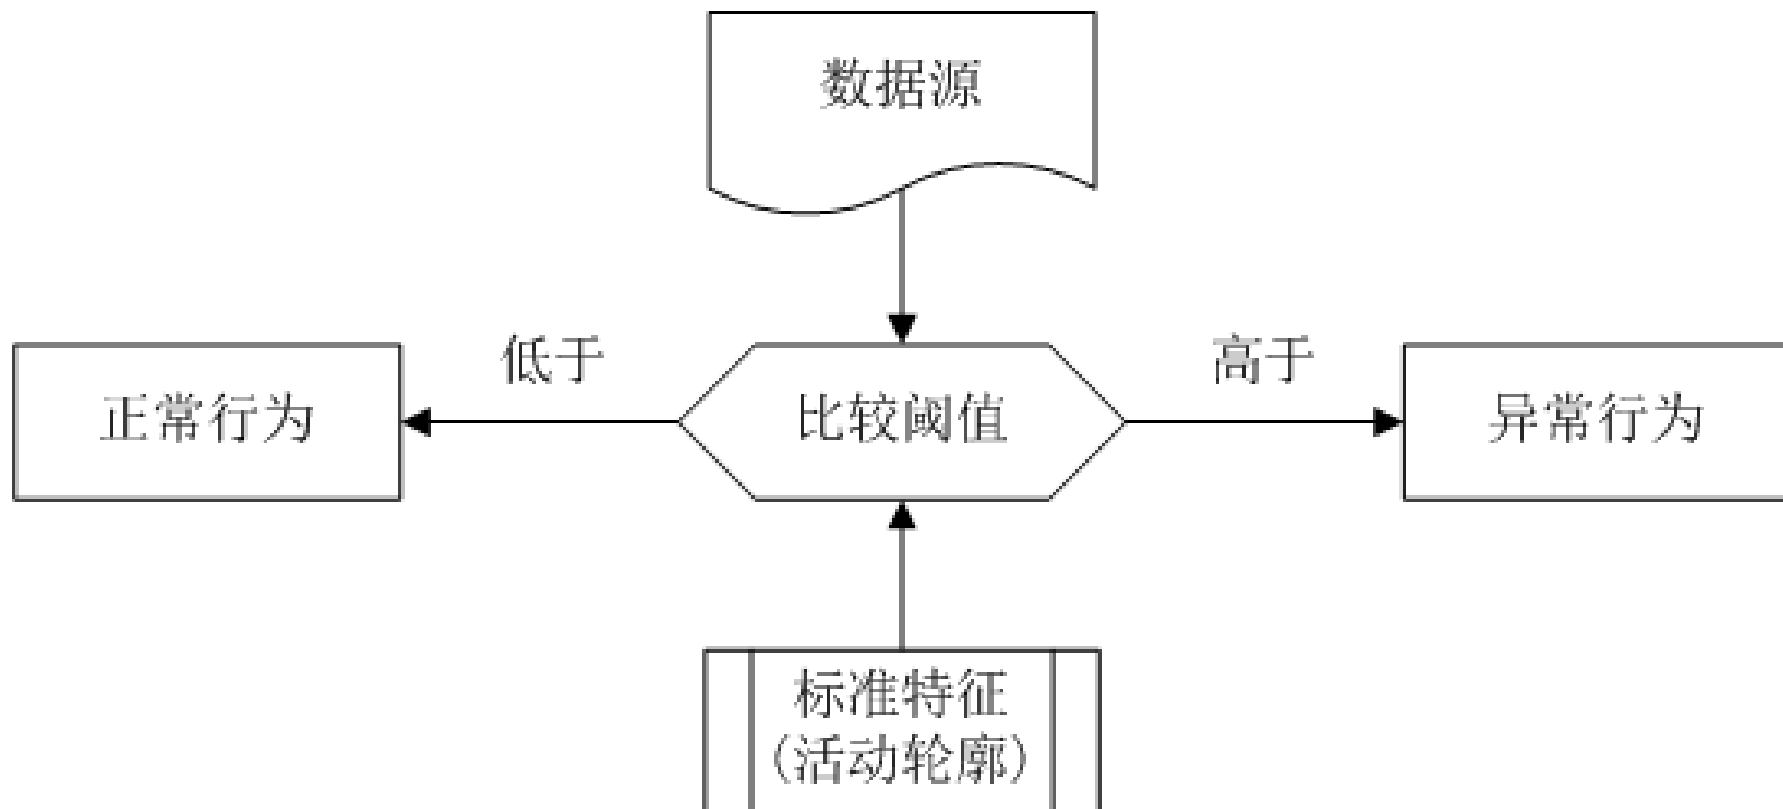 数据源
低于
高于
正常行为
比较阈值
异常行为
标准特征
(活动轮廓)